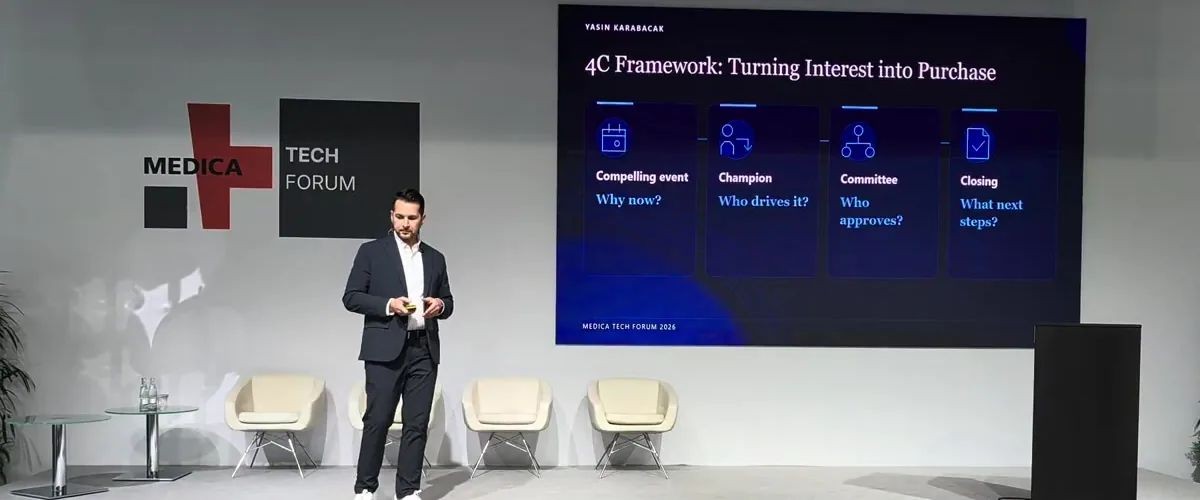 MEDICA
TECH
FORUM
YASIN KARABACAK
4C Framework: Turning Interest into Purchase
Compelling event
Why now?
Champion
Who drives it?
Committee
Who
approves?
Closing
What next
steps?
MEDICA TECH FORUM 2026